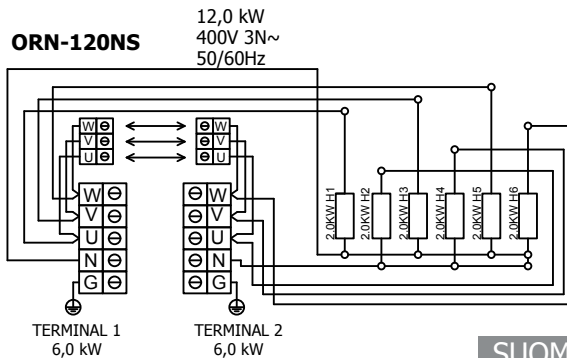 12,0 kW
ORN-120NS
400V 3N~
50/60Hz
W
V
U
W
V
U
W
V
U
N
G
W
V
U
N
G
2.0KW H1
2.0KW H2
2.0KW H3
2.0KW H4
2.0KW H5
2.0KW H6
TERMINAL 1
6,0 kW
TERMINAL 2
6,0 kW